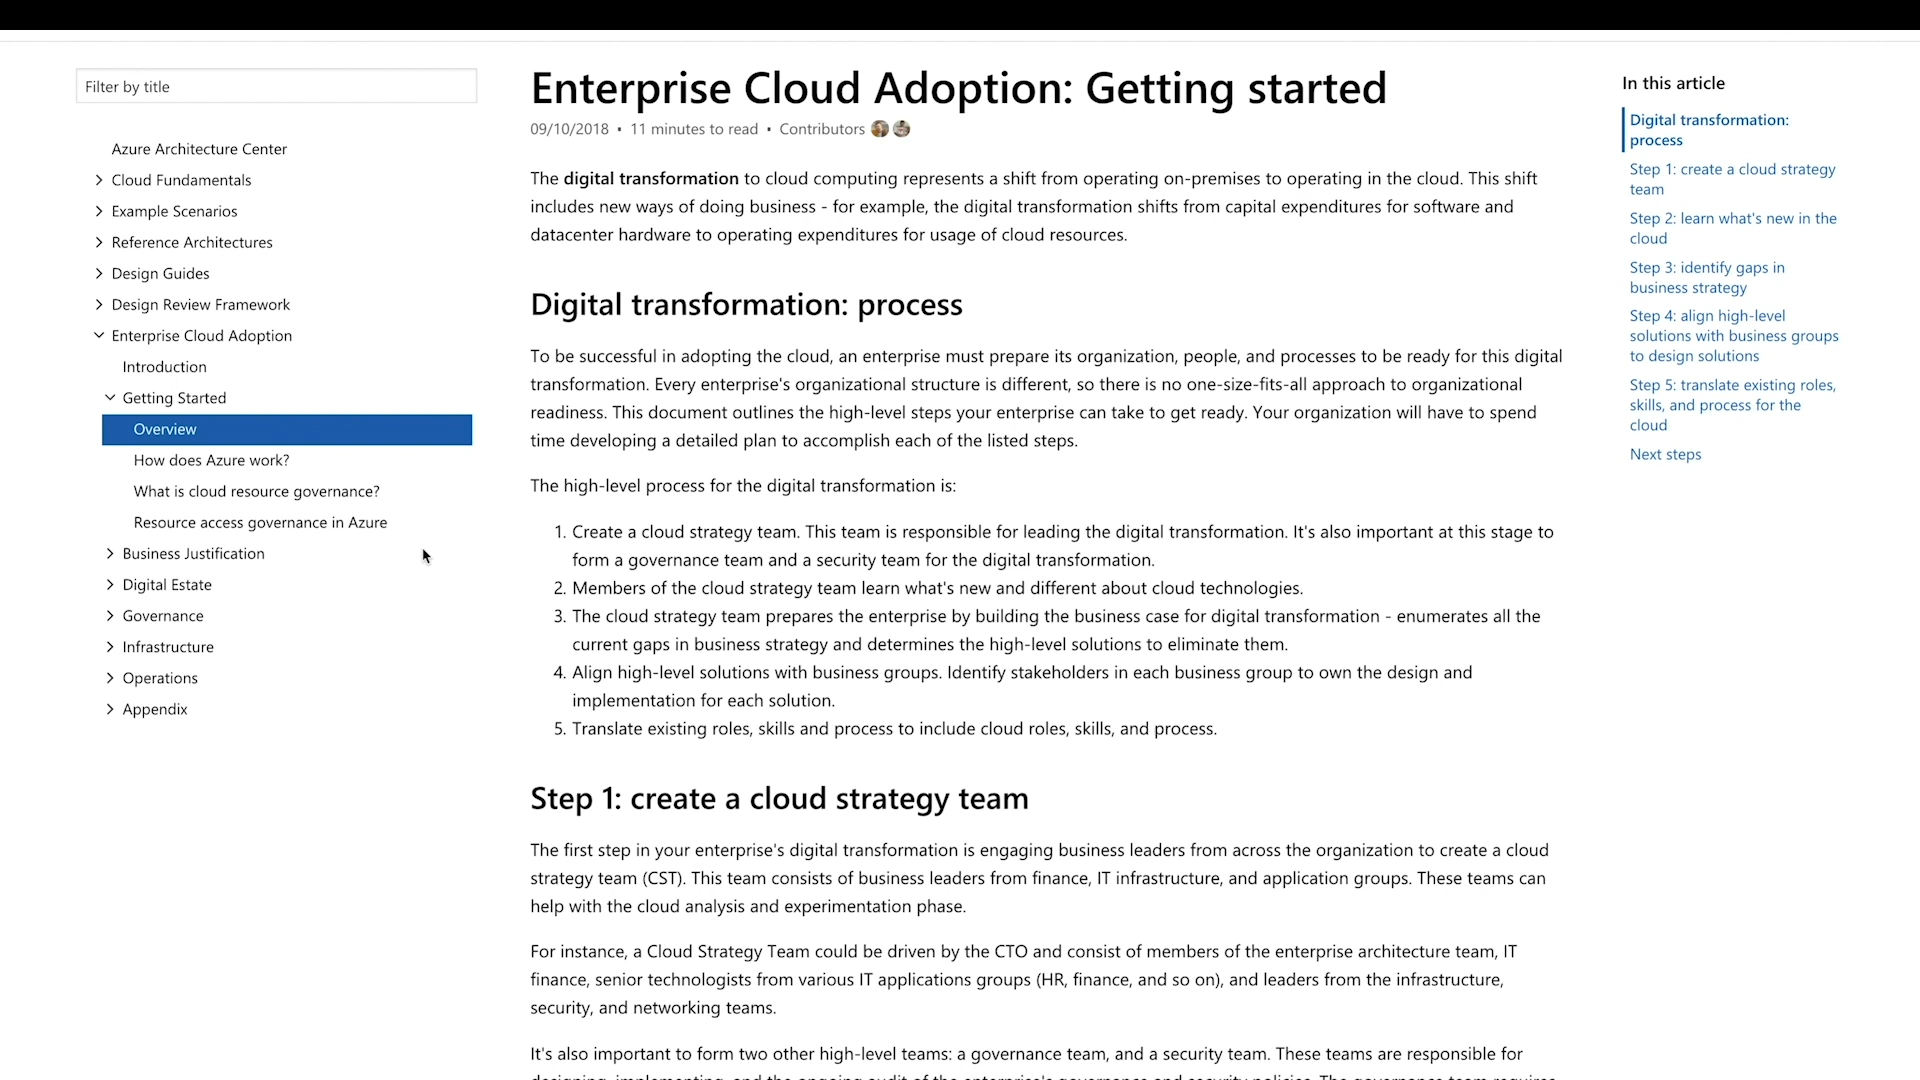 Filter by title
Azure Architecture Center
Cloud Fundamentals
Example Scenarios
Reference Architectures
Design Guides
Design Review Framework
Enterprise Cloud Adoption
Introduction
Getting Started
Overview
How does Azure work?
What is cloud resource governance?
Resource access governance in Azure
Business Justification
Digital Estate
Governance
Infrastructure
Operations
Appendix
Enterprise Cloud Adoption: Getting started
09/10/2018 • 11 minutes to read • Contributors
The digital transformation to cloud computing represents a shift from operating on-premises to operating in the cloud. This shift
includes new ways of doing business - for example, the digital transformation shifts from capital expenditures for software and
datacenter hardware to operating expenditures for usage of cloud resources.
Digital transformation: process
To be successful in adopting the cloud, an enterprise must prepare its organization, people, and processes to be ready for this digital
transformation. Every enterprise's organizational structure is different, so there is no one-size-fits-all approach to organizational
readiness. This document outlines the high-level steps your enterprise can take to get ready. Your organization will have to spend
time developing a detailed plan to accomplish each of the listed steps.
The high-level process for the digital transformation is:
1. Create a cloud strategy team. This team is responsible for leading the digital transformation. It's also important at this stage to
form a governance team and a security team for the digital transformation.
2. Members of the cloud strategy team learn what's new and different about cloud technologies.
3. The cloud strategy team prepares the enterprise by building the business case for digital transformation - enumerates all the
current gaps in business strategy and determines the high-level solutions to eliminate them.
4. Align high-level solutions with business groups. Identify stakeholders in each business group to own the design and
implementation for each solution.
5. Translate existing roles, skills and process to include cloud roles, skills, and process.
Step 1: create a cloud strategy team
The first step in your enterprise's digital transformation is engaging business leaders from across the organization to create a cloud
strategy team (CST). This team consists of business leaders from finance, IT infrastructure, and application groups. These teams can
help with the cloud analysis and experimentation phase.
For instance, a Cloud Strategy Team could be driven by the CTO and consist of members of the enterprise architecture team, IT
finance, senior technologists from various IT applications groups (HR, finance, and so on), and leaders from the infrastructure,
security, and networking teams.
It's also important to form two other high-level teams: a governance team, and a security team. These teams are responsible for
designing, implementing, and the ongoing audit of the enterprise's governance and security policies. The governance team requires
In this article
Digital transformation:
process
Step 1: create a cloud strategy
team
Step 2: learn what's new in the
cloud
Step 3: identify gaps in
business strategy
Step 4: align high-level
solutions with business groups
to design solutions
Step 5: translate existing roles,
skills, and process for the
cloud
Next steps